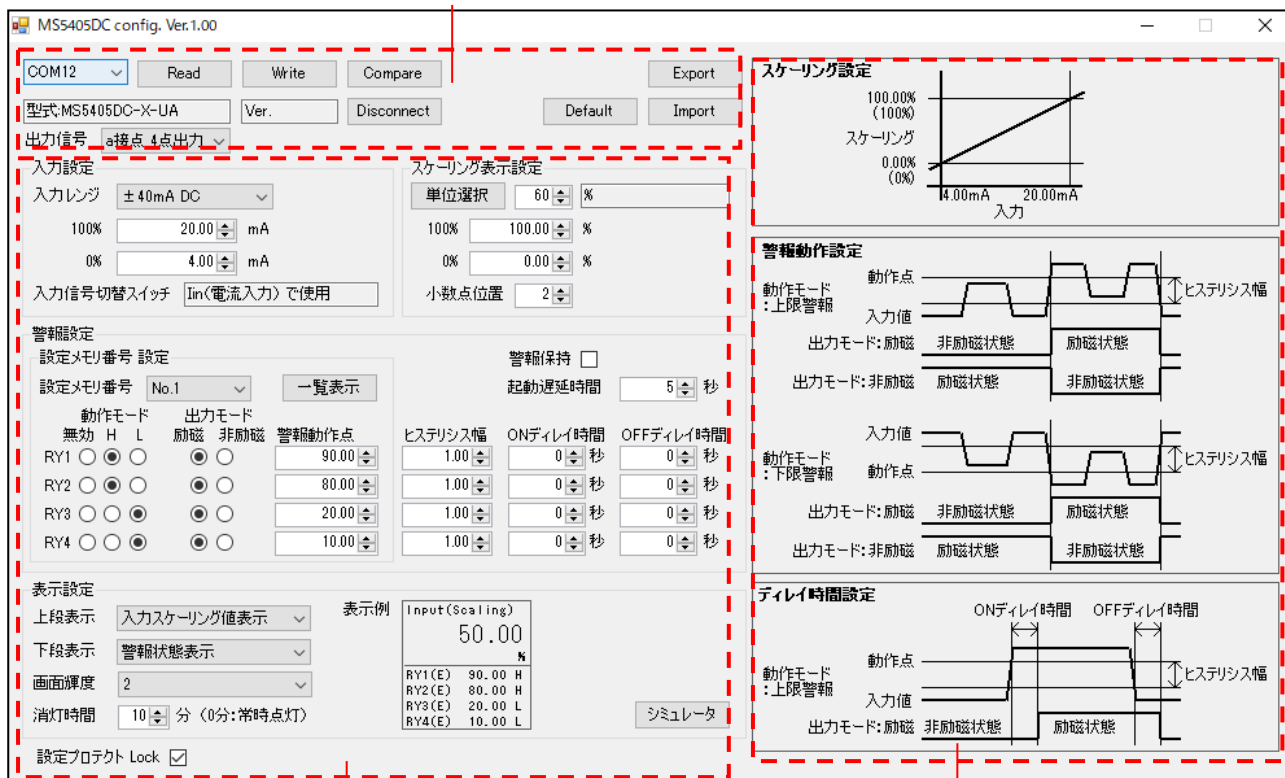 MS5405DC config. Ver.1.00
COM12 Read Write Compare Export
型式:MS5405DC-X-UA Ver. Disconnect Default Import
出力信号 a接点 4点出力
入力設定
入力レンジ ±40mA DC
100% 20.00 mA
0% 4.00 mA
入力信号切替スイッチ Iin(電流入力) で使用
スケーリング表示設定
単位選択 60 %
100% 100.00 %
0% 0.00 %
小数点位置 2
警報設定
設定メモリ番号 設定
設定メモリ番号 No.1 一覧表示
警報保持
起動遅延時間 5 秒
動作モード 出力モード
無効 H L 励磁 非励磁 警報動作点 ヒステリシス幅 ONディレイ時間 OFFディレイ時間
RY1 90.00 1.00 0 秒 0 秒
RY2 80.00 1.00 0 秒 0 秒
RY3 20.00 1.00 0 秒 0 秒
RY4 10.00 1.00 0 秒 0 秒
表示設定
上段表示 入力スケーリング値表示
下段表示 警報状態表示
画面輝度 2
消灯時間 10 分 (0分:常時点灯)
表示例
Input(Scaling)
50.00
%
RY1(E) 90.00 H
RY2(E) 80.00 H
RY3(E) 20.00 L
RY4(E) 10.00 L
シミュレータ
設定プロテクト Lock
スケーリング設定
100.00%
(100%)
スケーリング
0.00%
(0%)
4.00mA 20.00mA
入力
警報動作設定
動作点
動作モード
:上限警報
ヒステリシス幅
入力値
出力モード:励磁 非励磁状態 励磁状態
出力モード:非励磁 励磁状態 非励磁状態
入力値
動作モード
:下限警報
動作点
ヒステリシス幅
出力モード:励磁 非励磁状態 励磁状態
出力モード:非励磁 励磁状態 非励磁状態
ディレイ時間設定
ONディレイ時間 OFFディレイ時間
動作点
動作モード
:上限警報
ヒステリシス幅
入力値
出力モード:励磁 非励磁状態 励磁状態